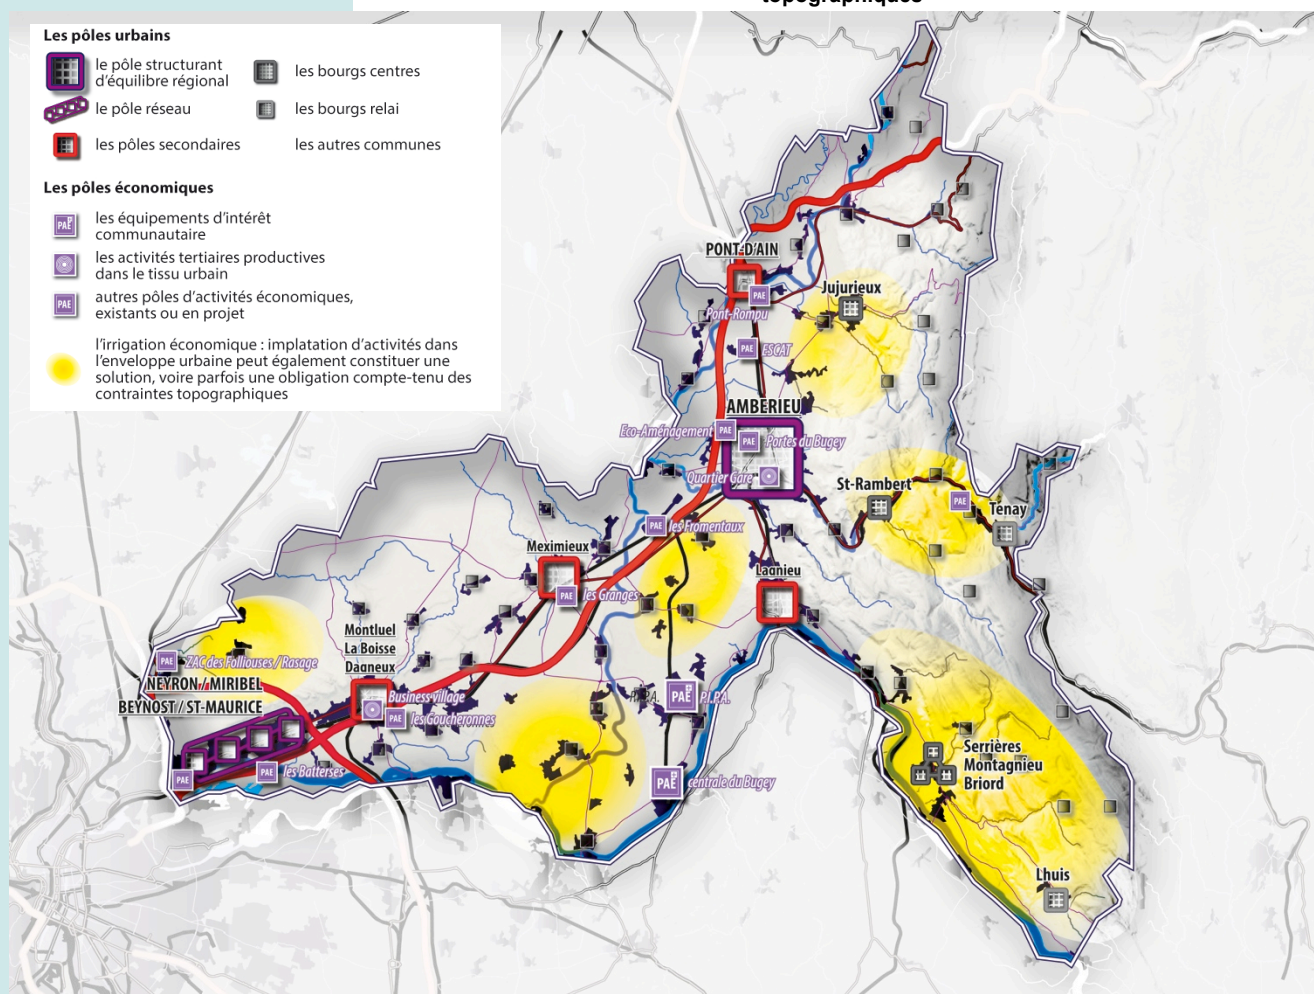 topographiques
Les pôles urbains
le pôle structurant
d'équilibre régional
les bourgs centres
le pôle réseau
les bourgs relai
les pôles secondaires
les autres communes
Les pôles économiques
PAE
les équipements d'intérêt
communautaire
les activités tertiaires productives
dans le tissu urbain
PAE
autres pôles d'activités économiques,
existants ou en projet
l'irrigation économique : implatation d'activités dans
l'enveloppe urbaine peut également constituer une
solution, voire parfois une obligation compte-tenu des
contraintes topographiques
PONT-D'AIN
Jujurieux
PAE
Pont-Rompu
PAE ESCAT
AMBERIEU
Eco-Aménagement PAE
PAE Portes du Bugey
Quartier Gare
St-Rambert
PAE
Ténay
PAE les Fromentaux
Meximieux
Lagnieu
PAE les Granges
Montluel
La Boisse
Dagneux
PAE ZAC des Folliouses / Rasage
NEYRON / MIRIBEL
BEYNOST / ST-MAURICE
Business village
PAE les Goucheronnes
P.I.P.A.
PAE P.I.P.A.
PAE les Batterses
PAE
PAE centrale du Bugey
Serrières
Montagnieu
Briord
Lhuis